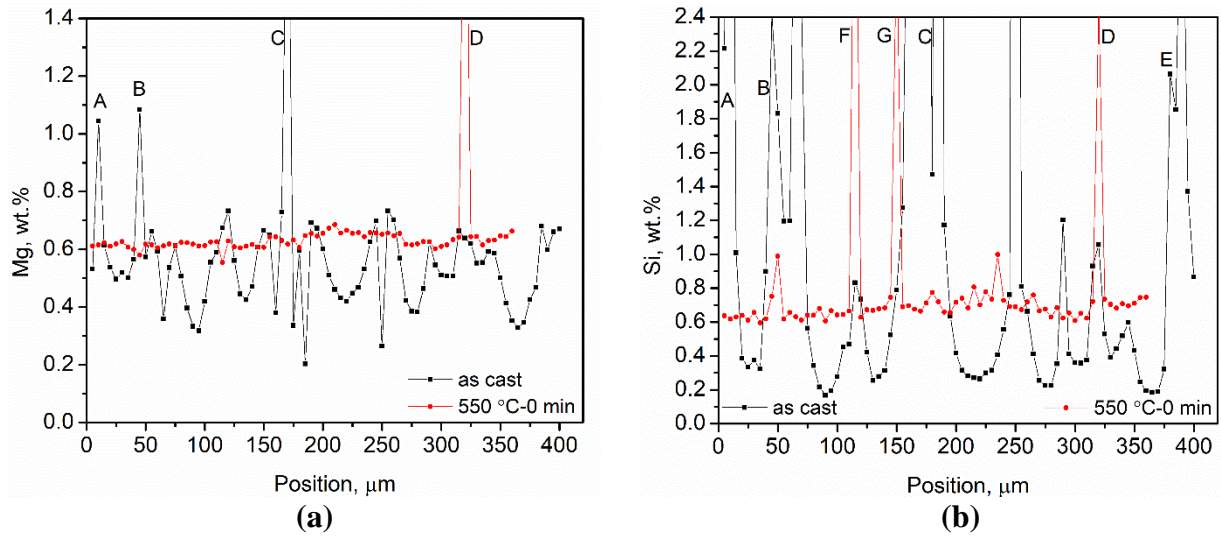 1.4
1.2
1.0
0.8
0.6
0.4
0.2
0.0
Mg, wt.%
A
B
C
D
as cast
550 °C-0 min
0 50 100 150 200 250 300 350 400
Position, μm
(a)
2.4
2.2
2.0
1.8
1.6
1.4
1.2
1.0
0.8
0.6
0.4
0.2
0.0
Si, wt.%
A
B
F
G
C
D
E
as cast
550 °C-0 min
0 50 100 150 200 250 300 350 400
Position, μm
(b)